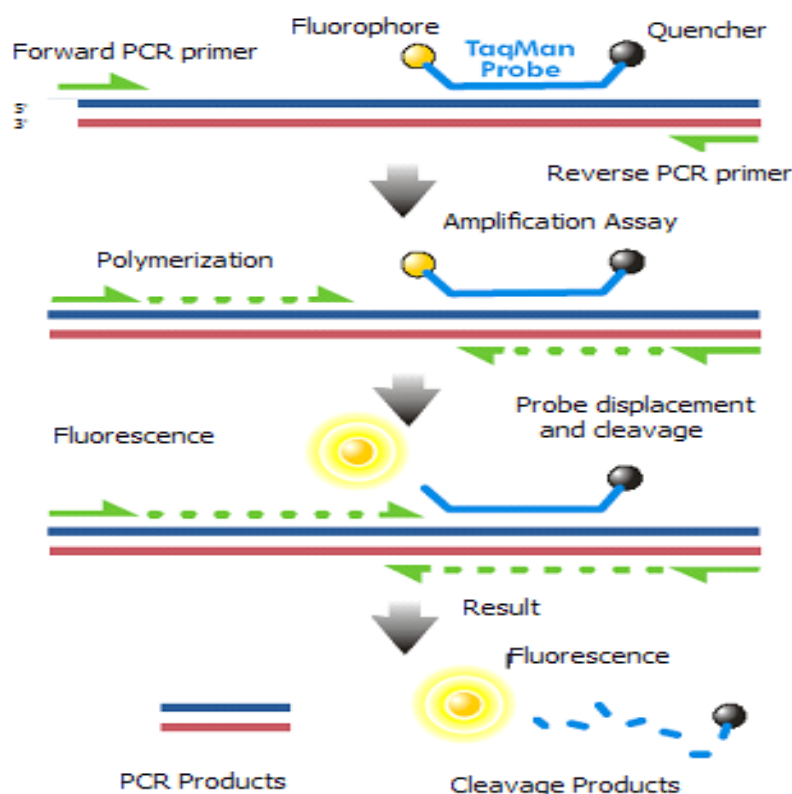 Fluorophore
Quencher
Forward PCR primer
TaqMan
Probe
5'
3'
Reverse PCR primer
Amplification Assay
Polymerization
Probe displacement
and cleavage
Fluorescence
Result
Fluorescence
PCR Products
Cleavage Products